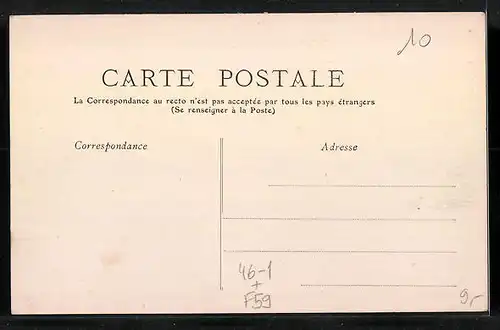 10
CARTE POSTALE
La Correspondance au recto n'est pas acceptée par tous les pays étrangers
(Se renseigner à la Poste)
Correspondance
Adresse
46-1
+
F59
9,-